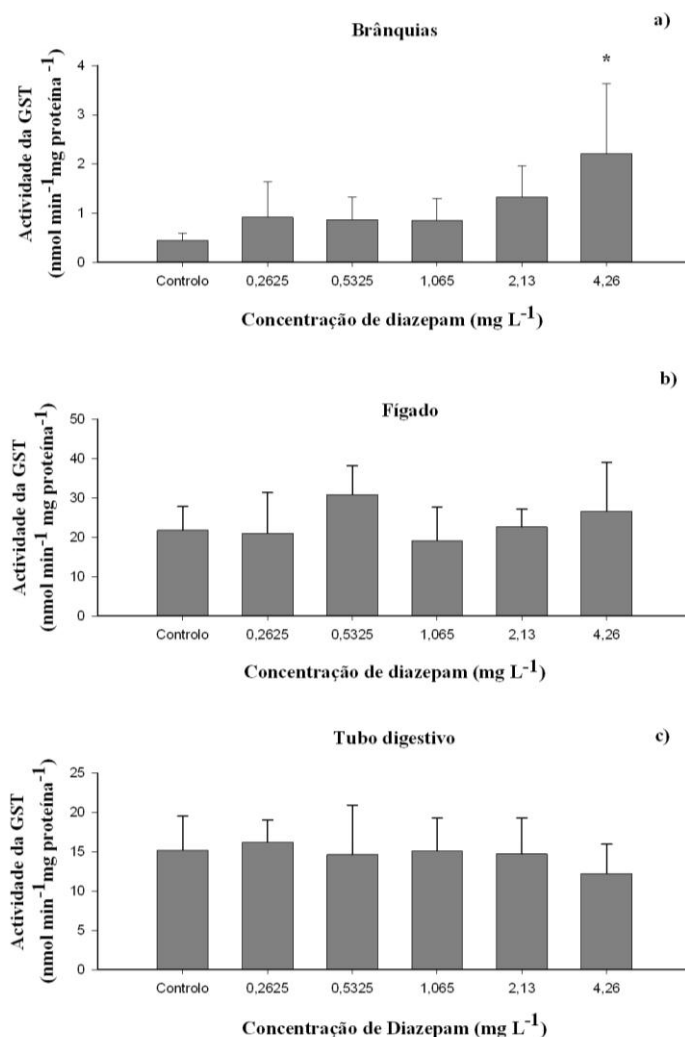 a)
Brânquias
*
Actividade da GST
(nmol min⁻¹mg proteína ⁻¹)
4
3
2
1
0
Controlo 0,2625 0,5325 1,065 2,13 4,26
Concentração de diazepam (mg L⁻¹)
b)
Fígado
Actividade da GST
(nmol min⁻¹ mg proteína⁻¹)
50
40
30
20
10
0
Controlo 0,2625 0,5325 1,065 2,13 4,26
Concentração de diazepam (mg L⁻¹)
Tubo digestivo
c)
Actividade da GST
(nmol min⁻¹mg proteína⁻¹)
25
20
15
10
5
0
Controlo 0,2625 0,5325 1,065 2,13 4,26
Concentração de Diazepam (mg L⁻¹)